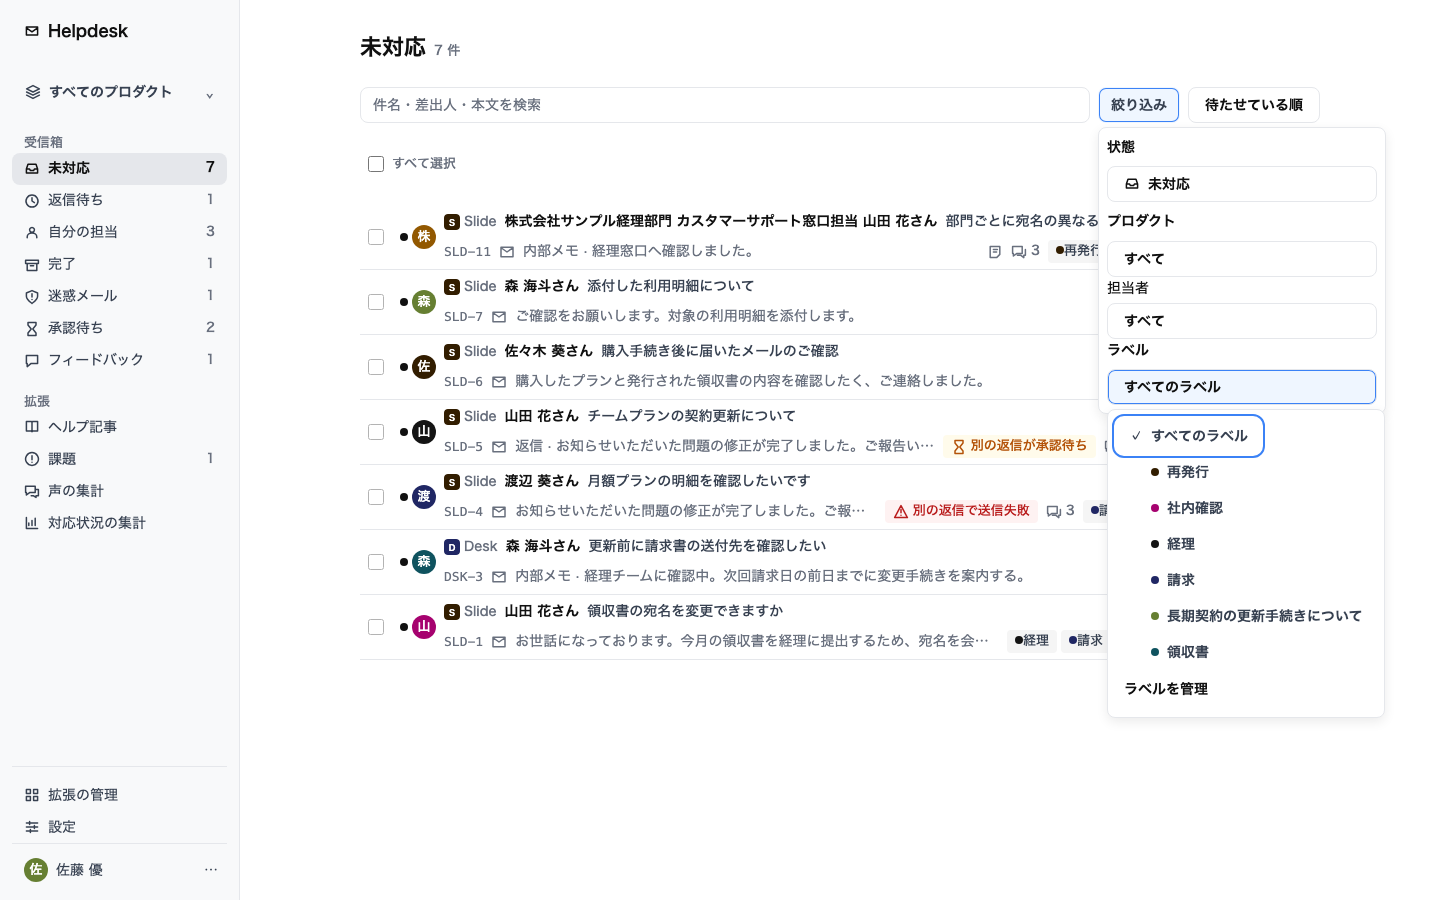 Helpdesk
すべてのプロダクト
受信箱
未対応 7
返信待ち 1
自分の担当 3
完了 1
迷惑メール 1
承認待ち 2
フィードバック 1
拡張
ヘルプ記事
課題 1
声の集計
対応状況の集計
拡張の管理
設定
佐 佐藤 優 …
未対応 7 件
件名・差出人・本文を検索
絞り込み
待たせている順
すべて選択
株 S Slide 株式会社サンプル経理部門 カスタマーサポート窓口担当 山田 花さん 部門ごとに宛名の異なる
SLD-11 内部メモ · 経理窓口へ確認しました。 3 再発行
森 S Slide 森 海斗さん 添付した利用明細について
SLD-7 ご確認をお願いします。対象の利用明細を添付します。
佐 S Slide 佐々木 葵さん 購入手続き後に届いたメールのご確認
SLD-6 購入したプランと発行された領収書の内容を確認したく、ご連絡しました。
山 S Slide 山田 花さん チームプランの契約更新について
SLD-5 返信 · お知らせいただいた問題の修正が完了しました。ご報告い… 別の返信が承認待ち
渡 S Slide 渡辺 葵さん 月額プランの明細を確認したいです
SLD-4 お知らせいただいた問題の修正が完了しました。ご報… 別の返信で送信失敗 3 請
森 D Desk 森 海斗さん 更新前に請求書の送付先を確認したい
DSK-3 内部メモ · 経理チームに確認中。次回請求日の前日までに変更手続きを案内する。
山 S Slide 山田 花さん 領収書の宛名を変更できますか
SLD-1 お世話になっております。今月の領収書を経理に提出するため、宛名を会… 経理 請求
状態
未対応
プロダクト
すべて
担当者
すべて
ラベル
すべてのラベル
✓ すべてのラベル
再発行
社内確認
経理
請求
長期契約の更新手続きについて
領収書
ラベルを管理